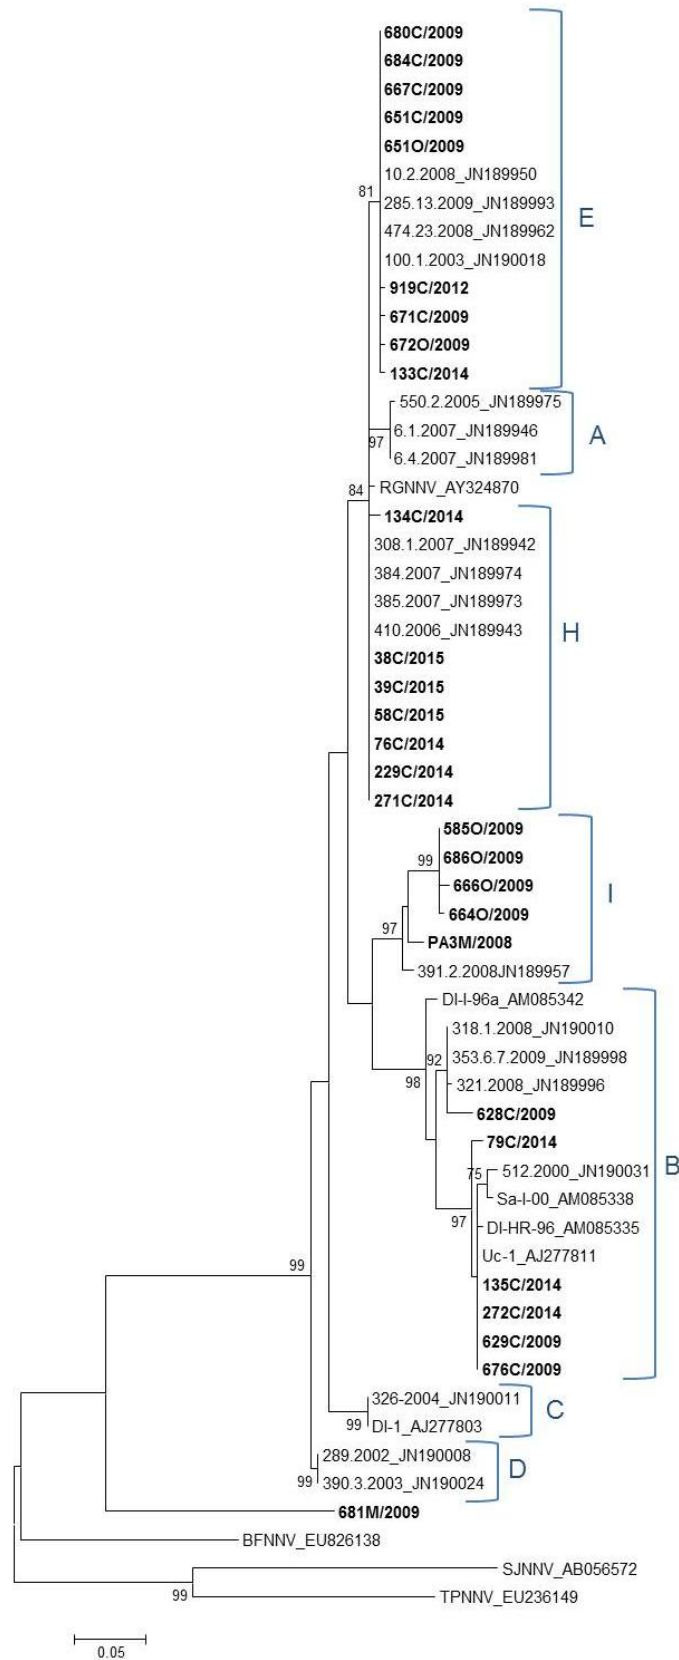 680C/2009
684C/2009
667C/2009
651C/2009
651O/2009
10.2.2008_JN189950
81
285.13.2009_JN189993
E
474.23.2008_JN189962
100.1.2003_JN190018
919C/2012
671C/2009
672O/2009
133C/2014
550.2.2005_JN189975
6.1.2007_JN189946
A
97
6.4.2007_JN189981
84
RGNNV_AY324870
134C/2014
308.1.2007_JN189942
384.2007_JN189974
385.2007_JN189973
410.2006_JN189943
H
38C/2015
39C/2015
58C/2015
76C/2014
229C/2014
271C/2014
585O/2009
99
686O/2009
666O/2009
I
664O/2009
97
PA3M/2008
391.2.2008JN189957
DI-I-96a_AM085342
318.1.2008_JN190010
92
353.6.7.2009_JN189998
98
321.2008_JN189996
628C/2009
79C/2014
B
75
512.2000_JN190031
Sa-I-00_AM085338
97
DI-HR-96_AM085335
Uc-1_AJ277811
99
135C/2014
272C/2014
629C/2009
676C/2009
326-2004_JN190011
C
99
DI-1_AJ277803
289.2002_JN190008
D
99
390.3.2003_JN190024
681M/2009
BFNNV_EU826138
SJNNV_AB056572
99
TPNNV_EU236149
0.05